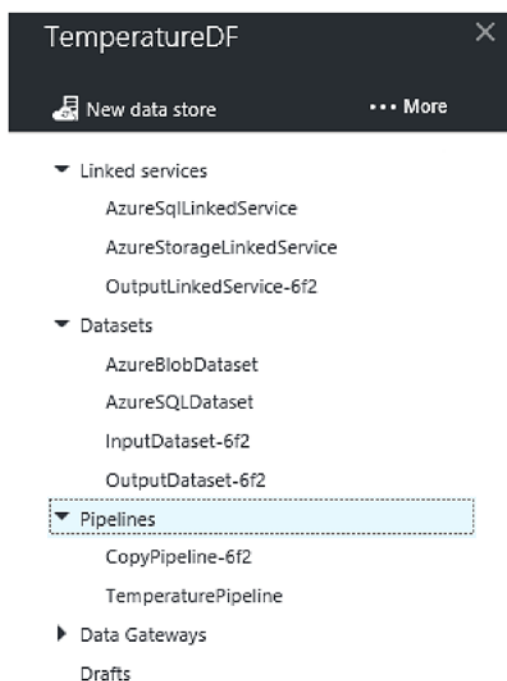 TemperatureDF
New data store
••• More
Linked services
AzureSqlLinkedService
AzureStorageLinkedService
OutputLinkedService-6f2
Datasets
AzureBlobDataset
AzureSQLDataset
InputDataset-6f2
OutputDataset-6f2
Pipelines
CopyPipeline-6f2
TemperaturePipeline
Data Gateways
Drafts